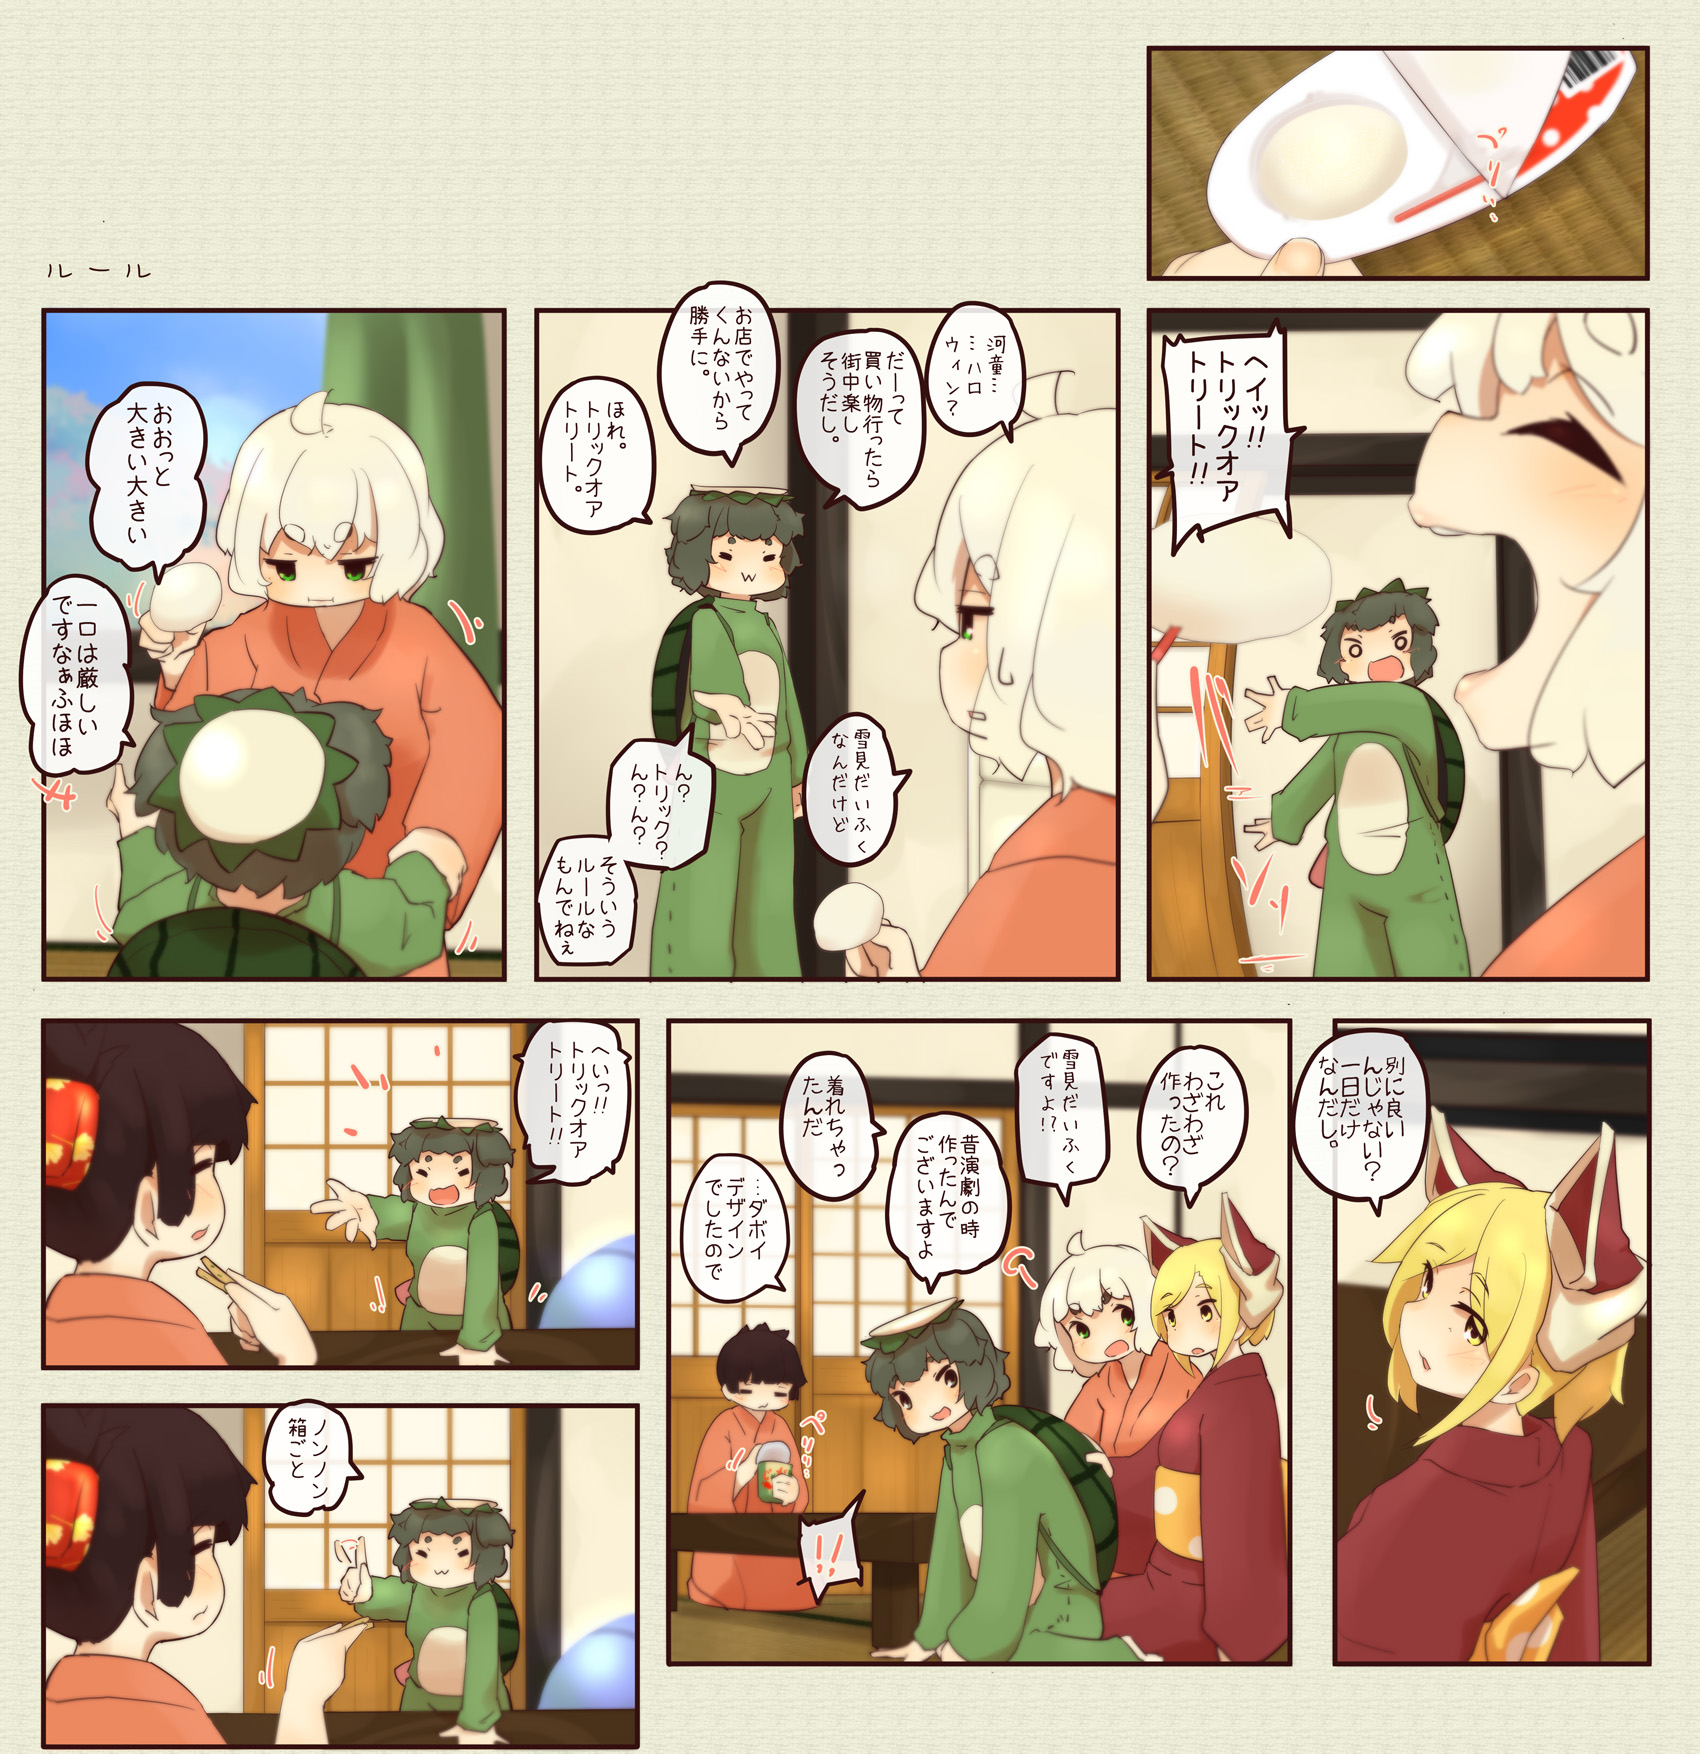 ルール
ぺり…
ヘイッ!!
トリックオア
トリート!!
河童…
…ハロ
ウィン?
だーって
買い物行ったら
街中楽し
そうだし。
お店でやって
くんないから
勝手に。
ほれ。
トリックオア
トリート。
雪見だいふく
なんだけど
ん?
トリック?
ん?ん?
そういう
ルールな
もんでねぇ
おおっと
大きい大きい
一口は厳しい
ですなぁふほほ
別に良い
んじゃない?
一日だけ
なんだし。
これ
わざわざ
作ったの?
雪見だいふく
ですよ!?
昔演劇の時
作ったんで
ございますよ
着れちゃっ
たんだ
…ダボイ
デザイン
でしたので
ペリリ…
!!
へいっ!!
トリックオア
トリート!!
ノンノン
箱ごと